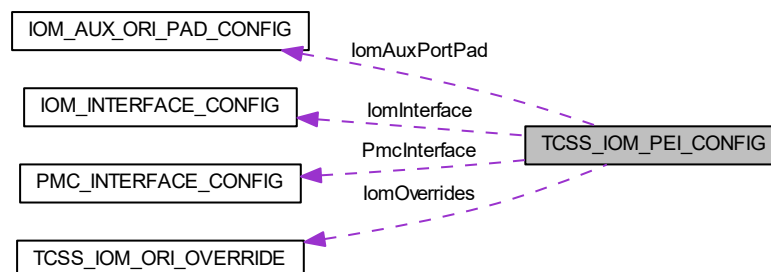 IOM_AUX_ORI_PAD_CONFIG
IomAuxPortPad
IOM_INTERFACE_CONFIG
IomInterface
TCSS_IOM_PEI_CONFIG
PmcInterface
PMC_INTERFACE_CONFIG
IomOverrides
TCSS_IOM_ORI_OVERRIDE